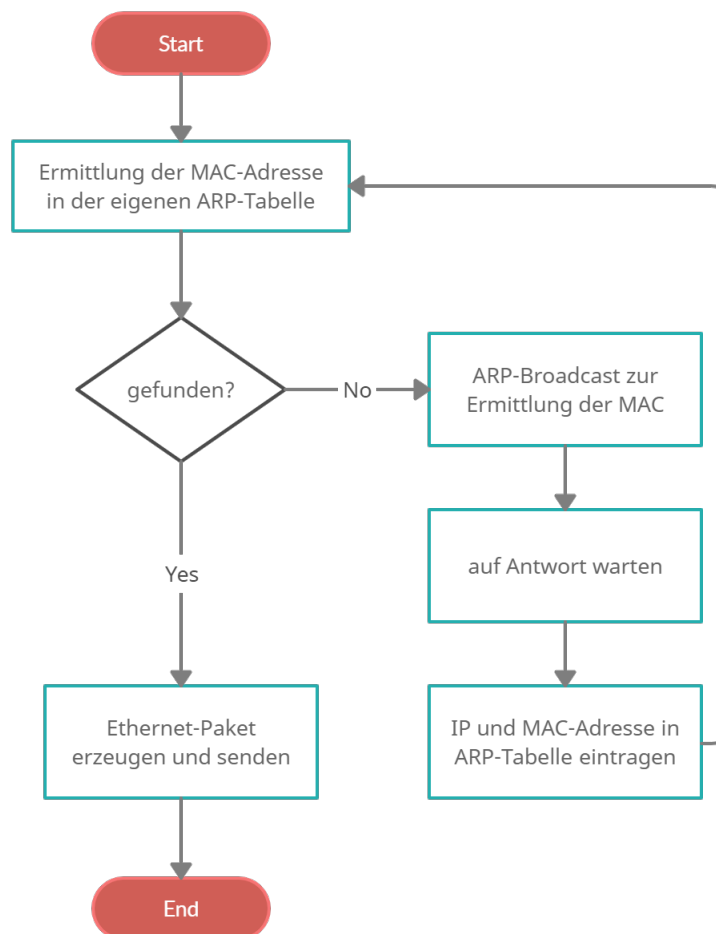 Start
Ermittlung der MAC-Adresse
in der eigenen ARP-Tabelle
gefunden?
No
ARP-Broadcast zur
Ermittlung der MAC
auf Antwort warten
Yes
Ethernet-Paket
erzeugen und senden
IP und MAC-Adresse in
ARP-Tabelle eintragen
End